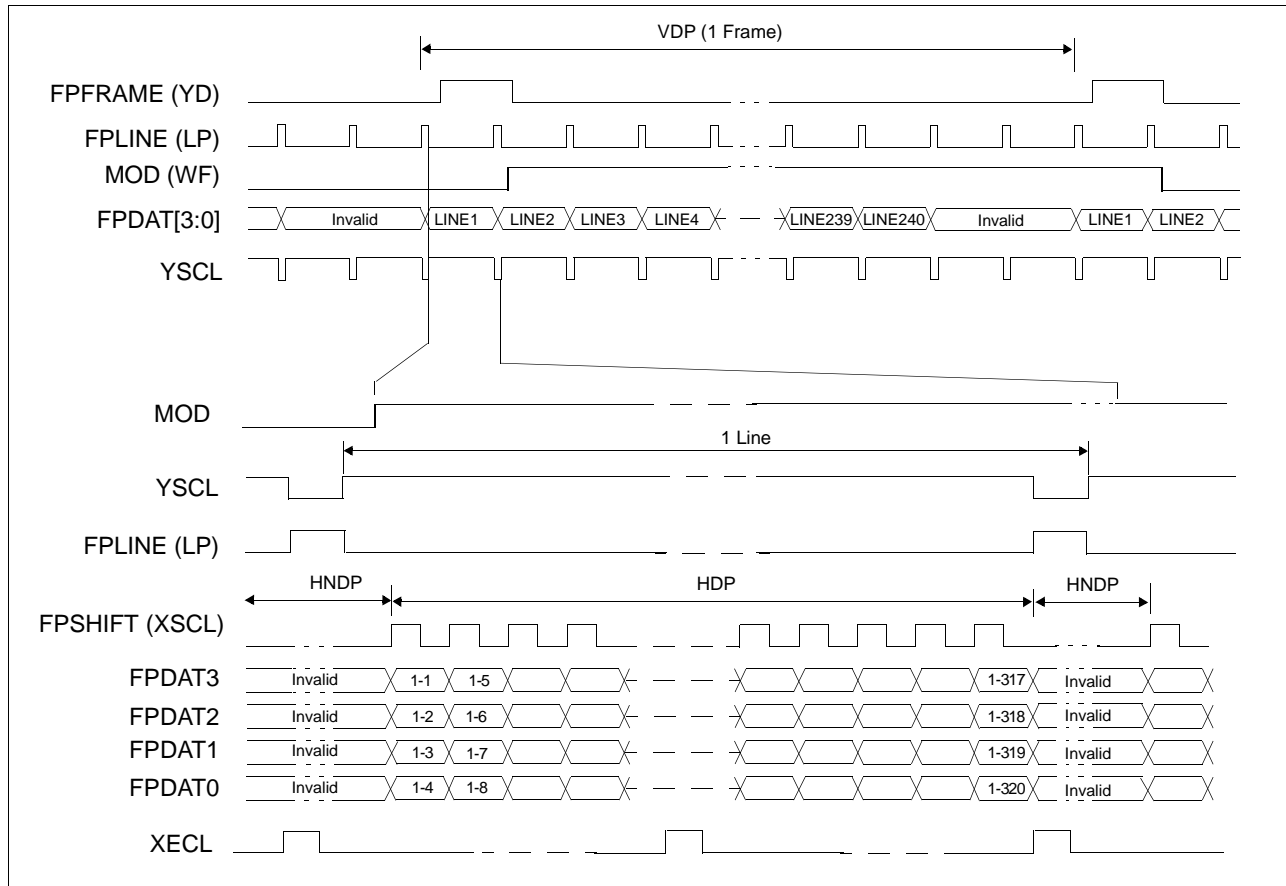 VDP (1 Frame)
FPFRAME (YD)
FPLINE (LP)
MOD (WF)
FPDAT[3:0] Invalid LINE1 LINE2 LINE3 LINE4 LINE239 LINE240 Invalid LINE1 LINE2
YSCL
MOD
1 Line
YSCL
FPLINE (LP)
HNDP HDP HNDP
FPSHIFT (XSCL)
FPDAT3 Invalid 1-1 1-5 1-317 Invalid
FPDAT2 Invalid 1-2 1-6 1-318 Invalid
FPDAT1 Invalid 1-3 1-7 1-319 Invalid
FPDAT0 Invalid 1-4 1-8 1-320 Invalid
XECL